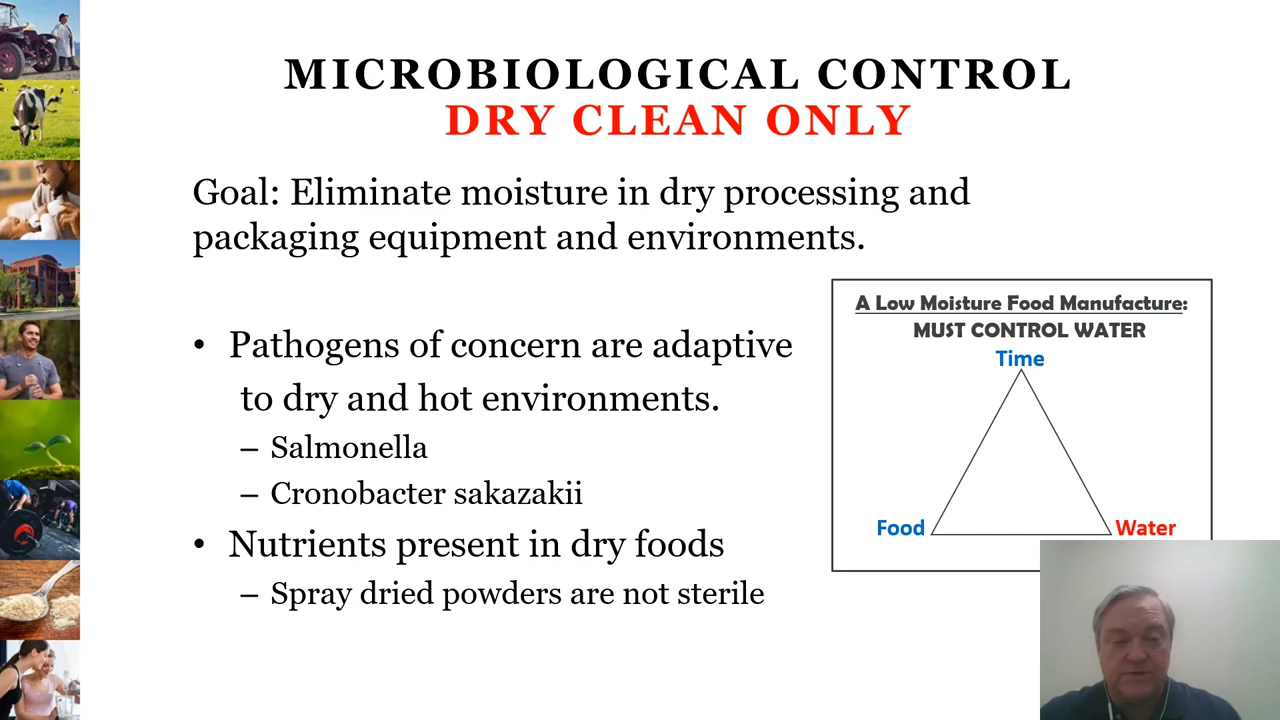 MICROBIOLOGICAL CONTROL
DRY CLEAN ONLY
Goal: Eliminate moisture in dry processing and
packaging equipment and environments.
• Pathogens of concern are adaptive
to dry and hot environments.
– Salmonella
– Cronobacter sakazakii
• Nutrients present in dry foods
– Spray dried powders are not sterile
A Low Moisture Food Manufacture:
MUST CONTROL WATER
Time
Food
Water